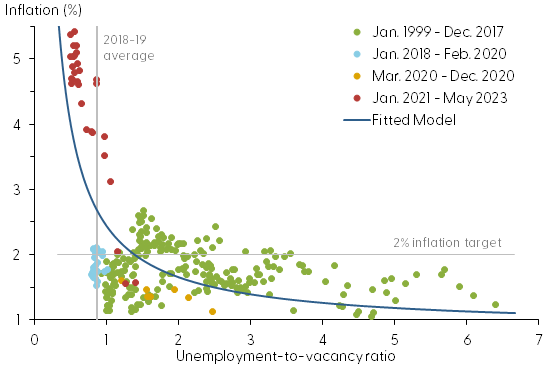 Inflation (%)
2018-19
average
Jan. 1999 - Dec. 2017
Jan. 2018 - Feb. 2020
Mar. 2020 - Dec. 2020
Jan. 2021 - May 2023
Fitted Model
5
4
3
2
1
2% inflation target
0 1 2 3 4 5 6 7
Unemployment-to-vacancy ratio